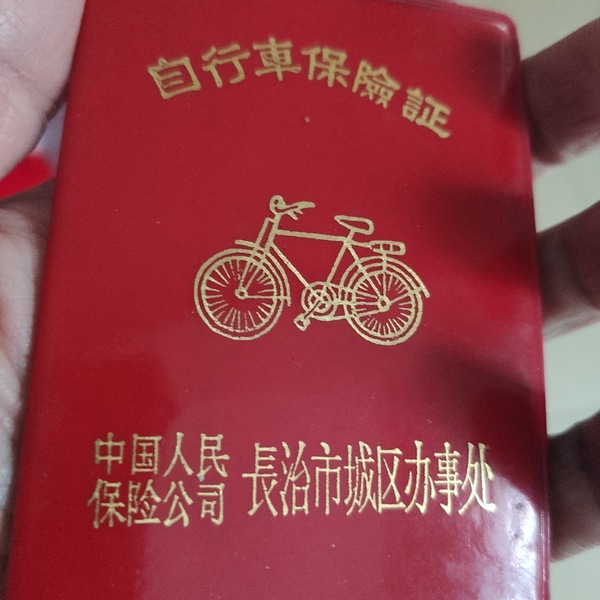 自行車保險証
中国人民
保险公司
長治市城区办事处